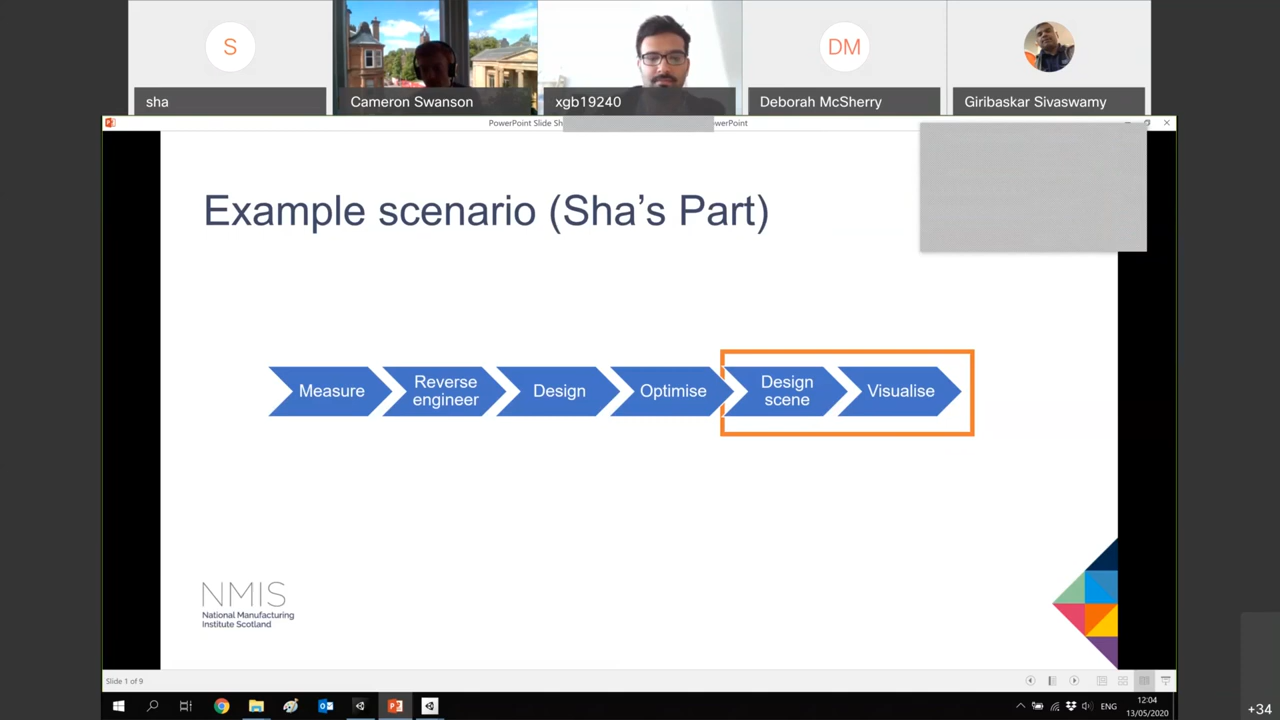 S
DM
sha
Cameron Swanson
xgb19240
Deborah McSherry
Giribaskar Sivaswamy
PowerPoint Slide Sh
werPoint
Example scenario (Sha's Part)
Measure
Reverse
engineer
Design
Optimise
Design
scene
Visualise
NMIS
National Manufacturing
Institute Scotland
Slide 1 of 9
ENG
12:04
13/05/2020
+34